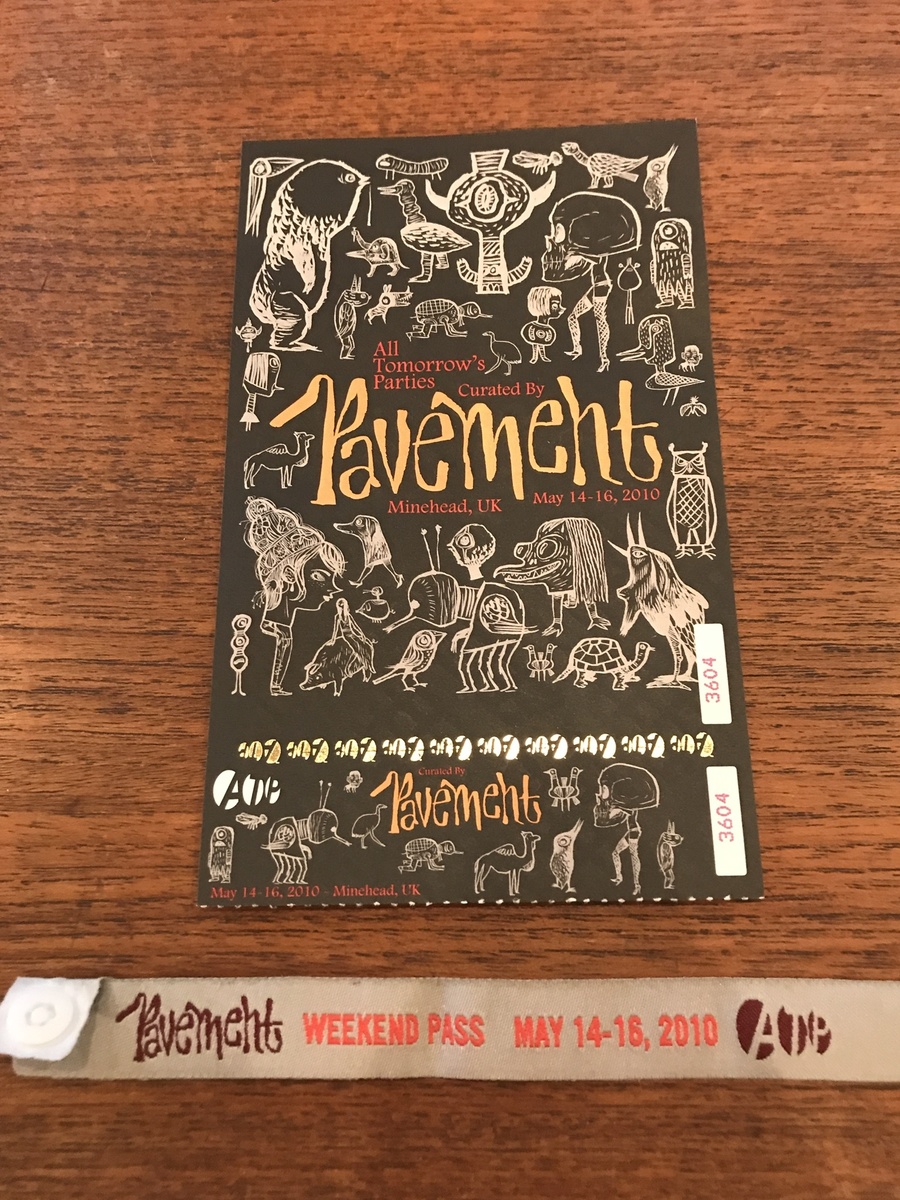 All
Tomorrow's
Parties
Curated By
Pavement
Minehead, UK
May 14-16, 2010
3604
ATP
Curated By
Pavement
3604
May 14-16, 2010 - Minehead, UK
Pavement WEEKEND PASS MAY 14-16, 2010 ATP